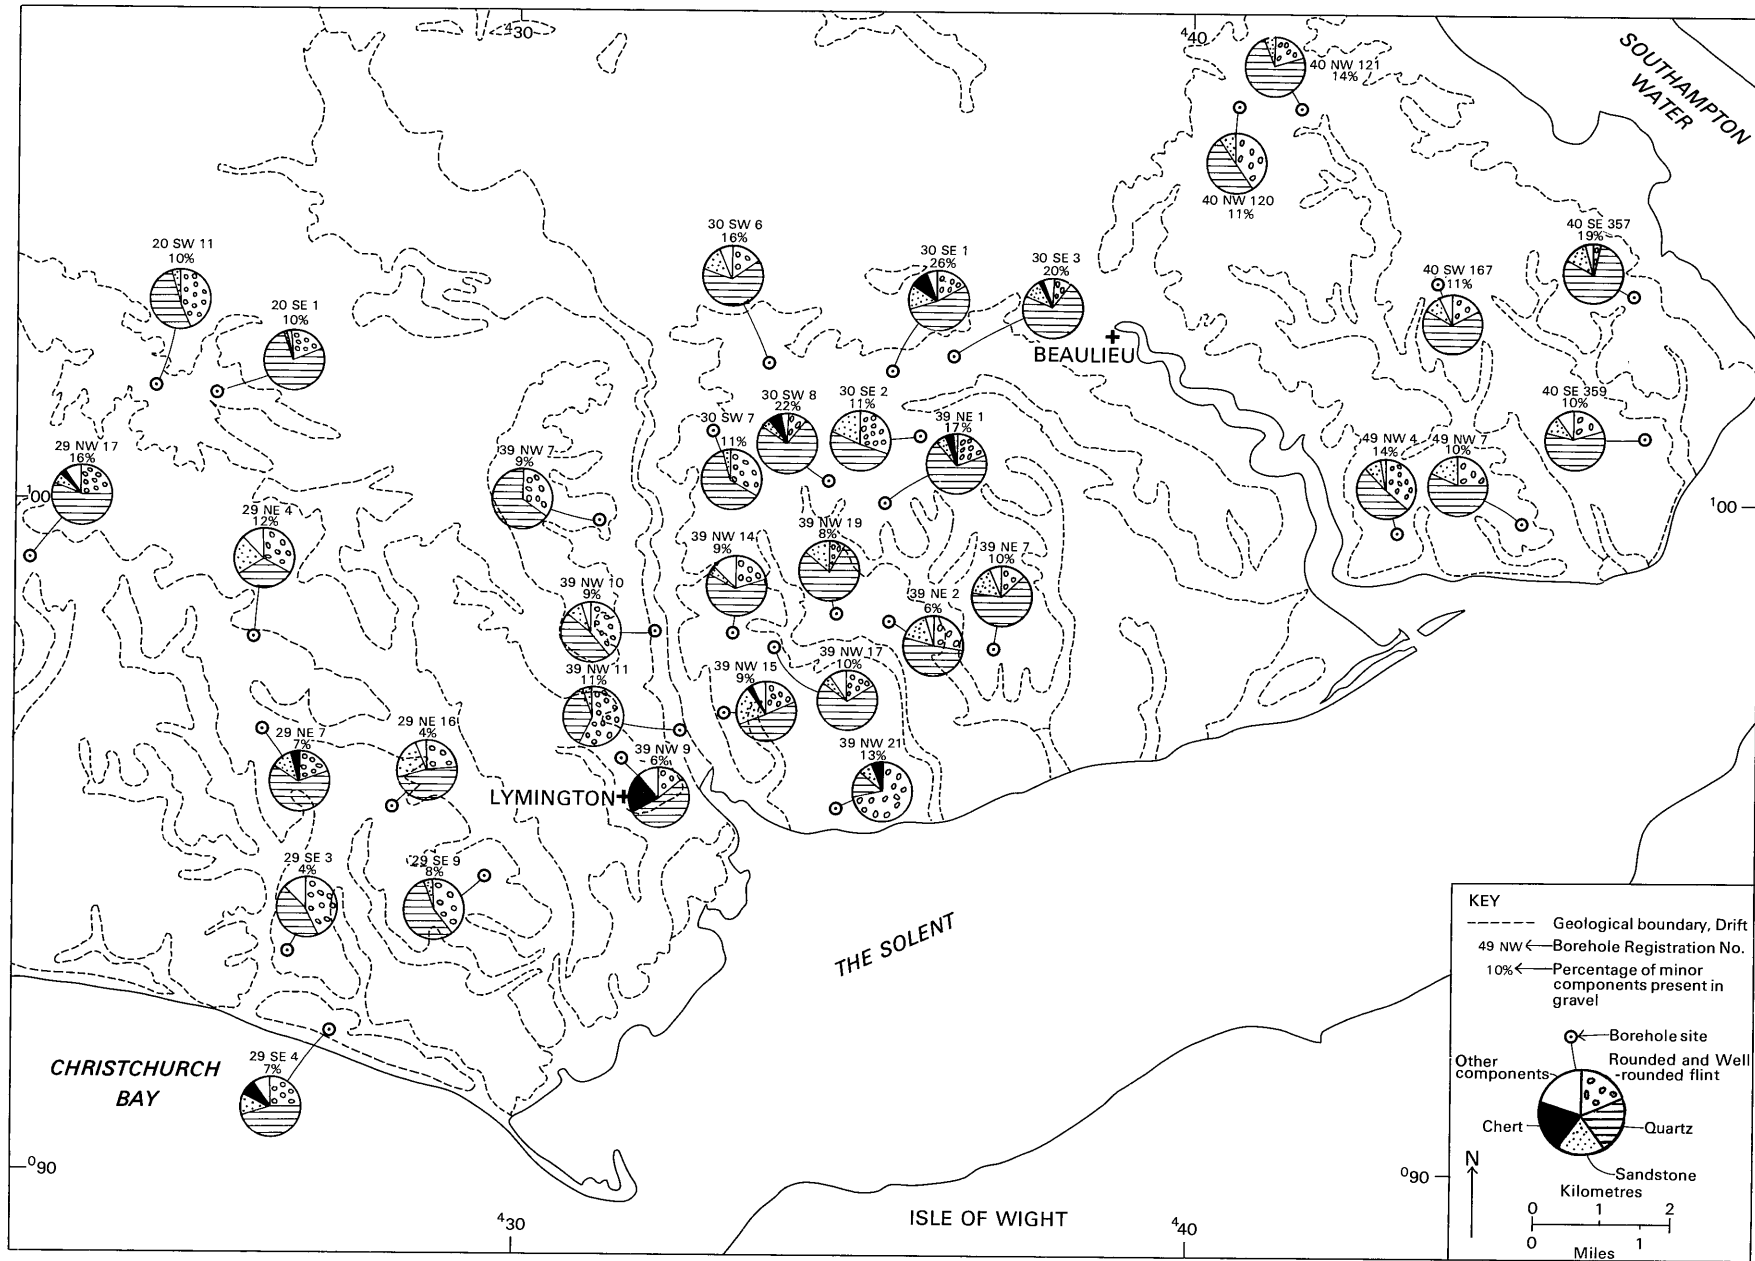 ⁴30
⁴40
SOUTHAMPTON
WATER
40 NW 121
14%
40 NW 120
11%
20 SW 11
10%
30 SW 6
16%
30 SE 1
26%
30 SE 3
20%
40 SE 357
19%
40 SW 167
11%
20 SE 1
10%
BEAULIEU
30 SW 7
11%
30 SW 8
22%
30 SE 2
11%
39 NE 1
17%
40 SE 359
10%
29 NW 17
16%
39 NW 7
9%
49 NW 4
14%
49 NW 7
10%
¹00
¹00
29 NE 4
12%
39 NW 14
9%
39 NW 19
8%
39 NE 7
10%
39 NW 10
9%
39 NE 2
6%
39 NW 11
11%
39 NW 15
9%
39 NW 17
10%
29 NE 7
7%
29 NE 16
4%
39 NW 9
6%
39 NW 21
13%
LYMINGTON
29 SE 3
4%
29 SE 9
8%
THE SOLENT
CHRISTCHURCH
BAY
29 SE 4
7%
⁰90
⁰90
⁴30
⁴40
ISLE OF WIGHT
KEY
Geological boundary, Drift
49 NW
Borehole Registration No.
10%
Percentage of minor
components present in
gravel
Borehole site
Other
components
Rounded and Well
-rounded flint
Chert
Quartz
Sandstone
N
Kilometres
0 1 2
0 1
Miles